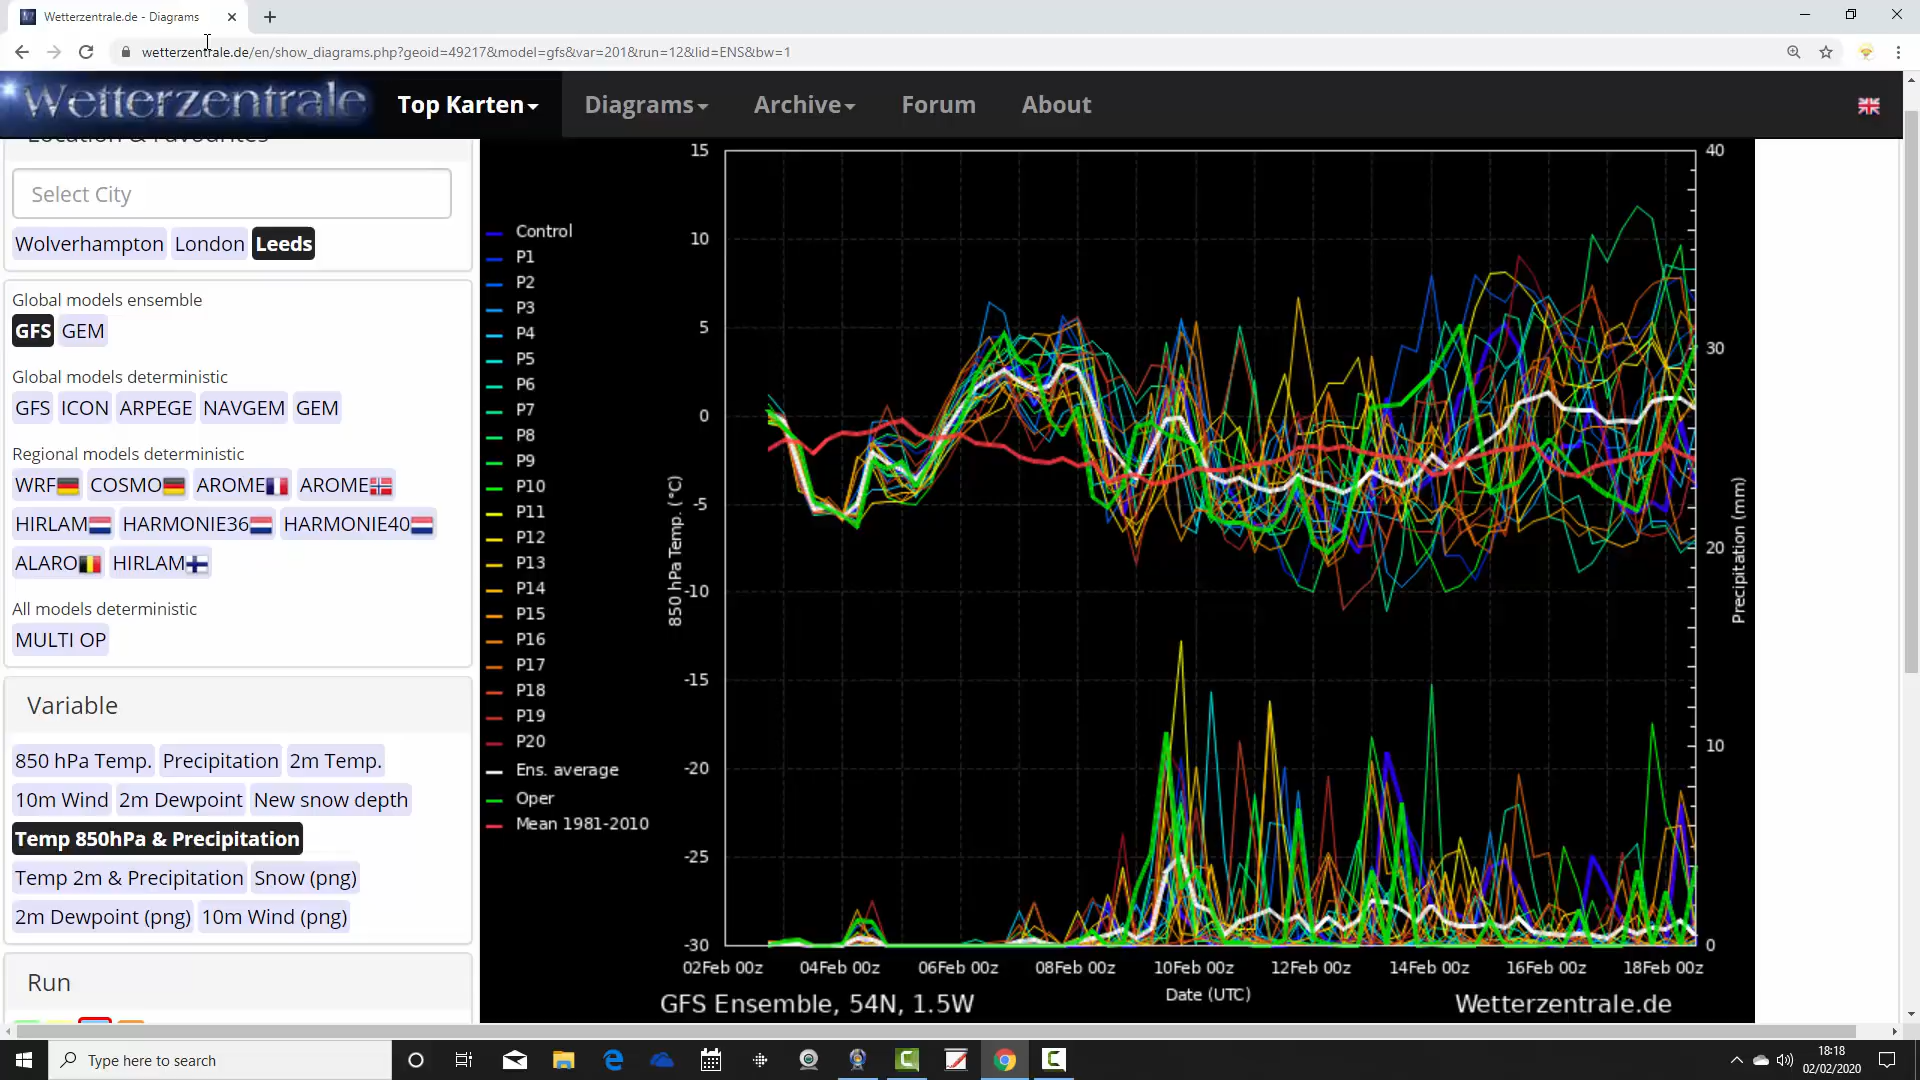 Wetterzentrale.de - Diagrams
wetterzentrale.de/en/show_diagrams.php?geoid=49217&model=gfs&var=201&run=12&lid=ENS&bw=1
Wetterzentrale
Top Karten
Diagrams
Archive
Forum
About
Location & Favourites
Select City
Wolverhampton London Leeds
Global models ensemble
GFS GEM
Global models deterministic
GFS ICON ARPEGE NAVGEM GEM
Regional models deterministic
WRF COSMO AROME AROME
HIRLAM HARMONIE36 HARMONIE40
ALARO HIRLAM
All models deterministic
MULTI OP
Variable
850 hPa Temp. Precipitation 2m Temp.
10m Wind 2m Dewpoint New snow depth
Temp 850hPa & Precipitation
Temp 2m & Precipitation Snow (png)
2m Dewpoint (png) 10m Wind (png)
Run
Control
P1
P2
P3
P4
P5
P6
P7
P8
P9
P10
P11
P12
P13
P14
P15
P16
P17
P18
P19
P20
Ens. average
Oper
Mean 1981-2010
850 hPa Temp. (°C)
15
10
5
0
-5
-10
-15
-20
-25
-30
40
30
20
10
0
Precipitation (mm)
02Feb 00z 04Feb 00z 06Feb 00z 08Feb 00z 10Feb 00z 12Feb 00z 14Feb 00z 16Feb 00z 18Feb 00z
Date (UTC)
GFS Ensemble, 54N, 1.5W
Wetterzentrale.de
Type here to search
18:18
02/02/2020